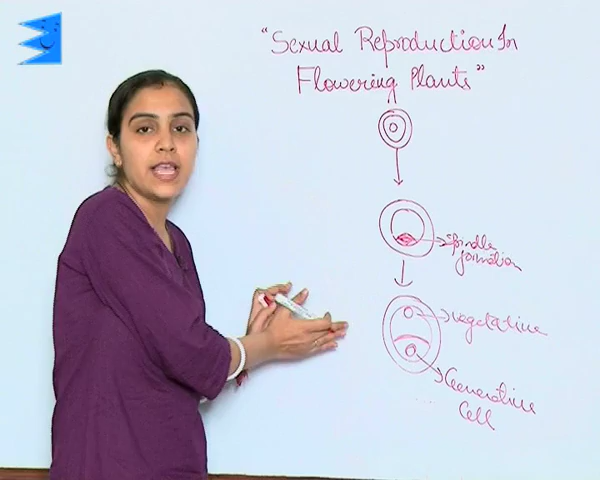 "Sexual Reproduction In
Flowering Plants"
Spindle
formation
vegetative
Generative
Cell